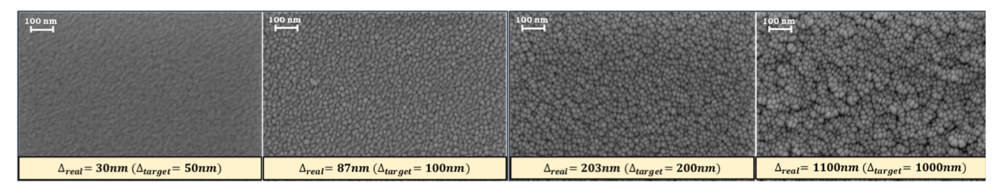 100 nm
100 nm
100 nm
100 nm
Δreal= 30nm (Δtarget= 50nm)
Δreal= 87nm (Δtarget= 100nm)
Δreal= 203nm (Δtarget= 200nm)
Δreal= 1100nm (Δtarget= 1000nm)